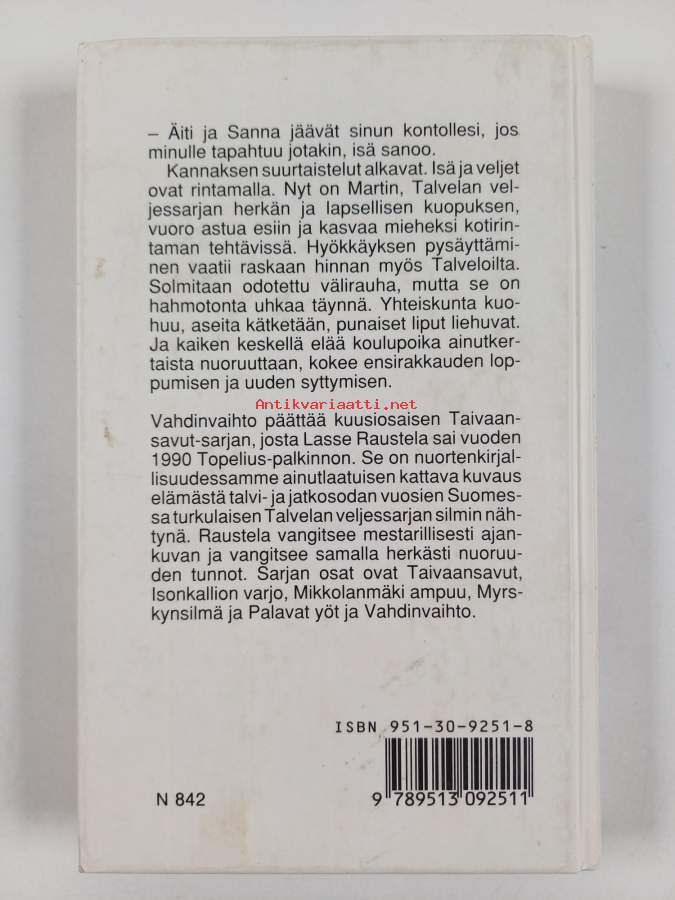 – Äiti ja Sanna jäävät sinun kontollesi, jos
minulle tapahtuu jotakin, isä sanoo.
Kannaksen suurtaistelut alkavat. Isä ja veljet
ovat rintamalla. Nyt on Martin, Talvelan vel-
jessarjan herkän ja lapsellisen kuopuksen,
vuoro astua esiin ja kasvaa mieheksi kotirin-
taman tehtävissä. Hyökkäyksen pysäyttämi-
nen vaatii raskaan hinnan myös Talveloilta.
Solmitaan odotettu välirauha, mutta se on
hahmotonta uhkaa täynnä. Yhteiskunta kuo-
huu, aseita kätketään, punaiset liput liehuvat.
Ja kaiken keskellä elää koulupoika ainutker-
taista nuoruuttaan, kokee ensirakkauden lop-
pumisen ja uuden syttymisen.
Antikvariaatti.net
Vahdinvaihto päättää kuusiosaisen Taivaan-
savut-sarjan, josta Lasse Raustela sai vuoden
1990 Topelius-palkinnon. Se on nuortenkirjal-
lisuudessamme ainutlaatuisen kattava kuvaus
elämästä talvi- ja jatkosodan vuosien Suomes-
sa turkulaisen Talvelan veljessarjan silmin näh-
tynä. Raustela vangitsee mestarillisesti ajan-
kuvan ja vangitsee samalla herkästi nuoruu-
den tunnot. Sarjan osat ovat Taivaansavut,
Isonkallion varjo, Mikkolanmäki ampuu, Myrs-
kynsilmä ja Palavat yöt ja Vahdinvaihto.
ISBN 951-30-9251-8
N 842
9 789513 092511